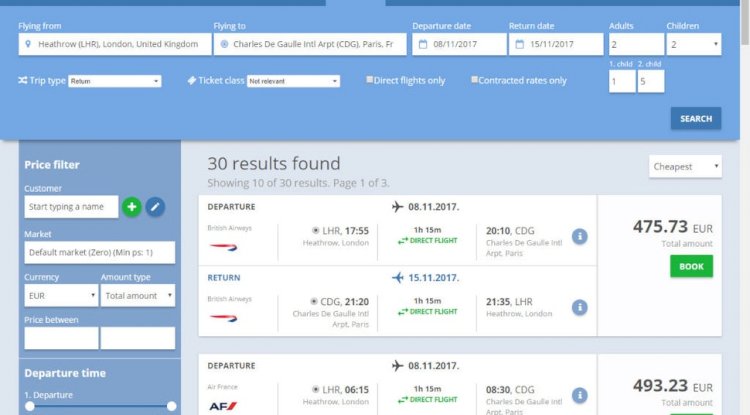 Flying from
Flying to
Departure date
Return date
Adults
Children
Heathrow (LHR), London, United Kingdom
Charles De Gaulle Intl Arpt (CDG), Paris, Fr
08/11/2017
15/11/2017
2
2
1. child
2. child
Trip type
Return
Ticket class
Not relevant
Direct flights only
Contracted rates only
1
5
SEARCH
Price filter
Customer
Start typing a name
Market
Default market (Zero) (Min ps: 1)
Currency
Amount type
EUR
Total amount
Price between
Departure time
1. Departure
30 results found
Showing 10 of 30 results. Page 1 of 3.
Cheapest
DEPARTURE
08.11.2017.
British Airways
LHR, 17:55
Heathrow, London
1h 15m
DIRECT FLIGHT
20:10, CDG
Charles De Gaulle Intl
Arpt, Paris
475.73 EUR
Total amount
BOOK
RETURN
15.11.2017.
British Airways
CDG, 21:20
Charles De Gaulle Intl
Arpt, Paris
1h 15m
DIRECT FLIGHT
21:35, LHR
Heathrow, London
DEPARTURE
08.11.2017.
Air France
AF
LHR, 06:15
Heathrow, London
1h 15m
DIRECT FLIGHT
08:30, CDG
Charles De Gaulle Intl
Arpt, Paris
493.23 EUR
Total amount